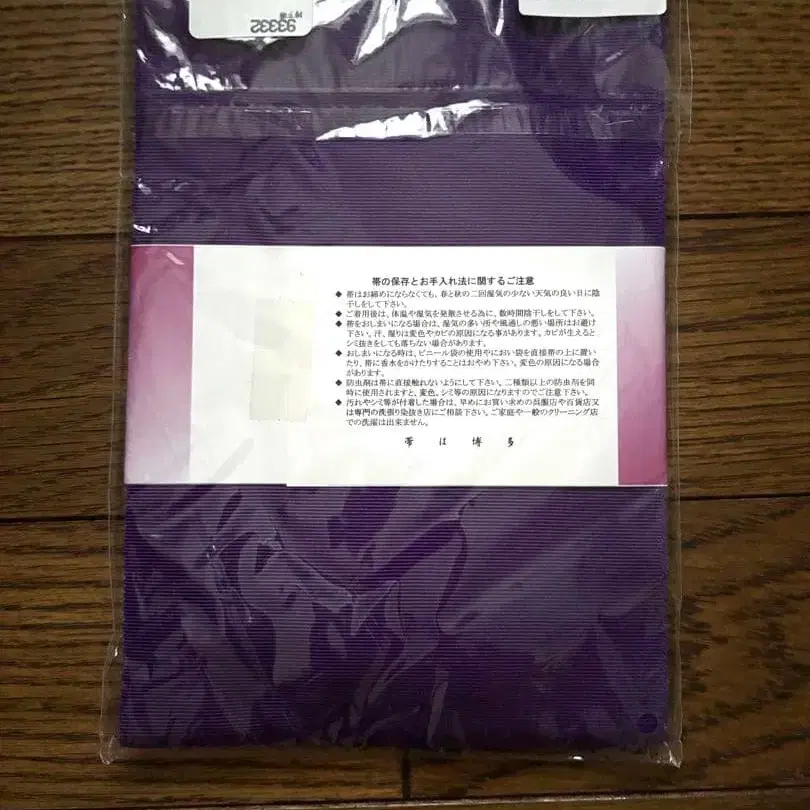 93332
帯の保存とお手入れ法に関するご注意
◆ 帯はお締めにならなくても、春と秋の二回湿気の少ない天気の良い日に陰
干しをして下さい。
◆ ご着用後は、体温や湿気を発散させる為に、数時間陰干しをして下さい。
◆ 帯をおしまいになる場合は、湿気の多い所や風通しの悪い場所はお避け
下さい。汗、湿りは変色やカビの原因になる事があります。カビが生えると
シミ抜きをしても落ちない場合があります。
◆ おしまいになる時は、ビニール袋の使用やにおい袋を直接帯の上に置い
たり、帯に香水をかけたりすることはおやめ下さい。変色の原因になる場合
があります。
◆ 防虫剤は帯に直接触れないようにして下さい。二種類以上の防虫剤を同
時に使用されますと、変色、シミ等の原因になりますのでご注意下さい。
◆ 汚れやシミ等が付着した場合は、早めにお買い求めの呉服店や百貨店又
は専門の洗張り染抜き店にご相談下さい。ご家庭や一般のクリーニング店
での洗濯は出来ません。
帯は博多